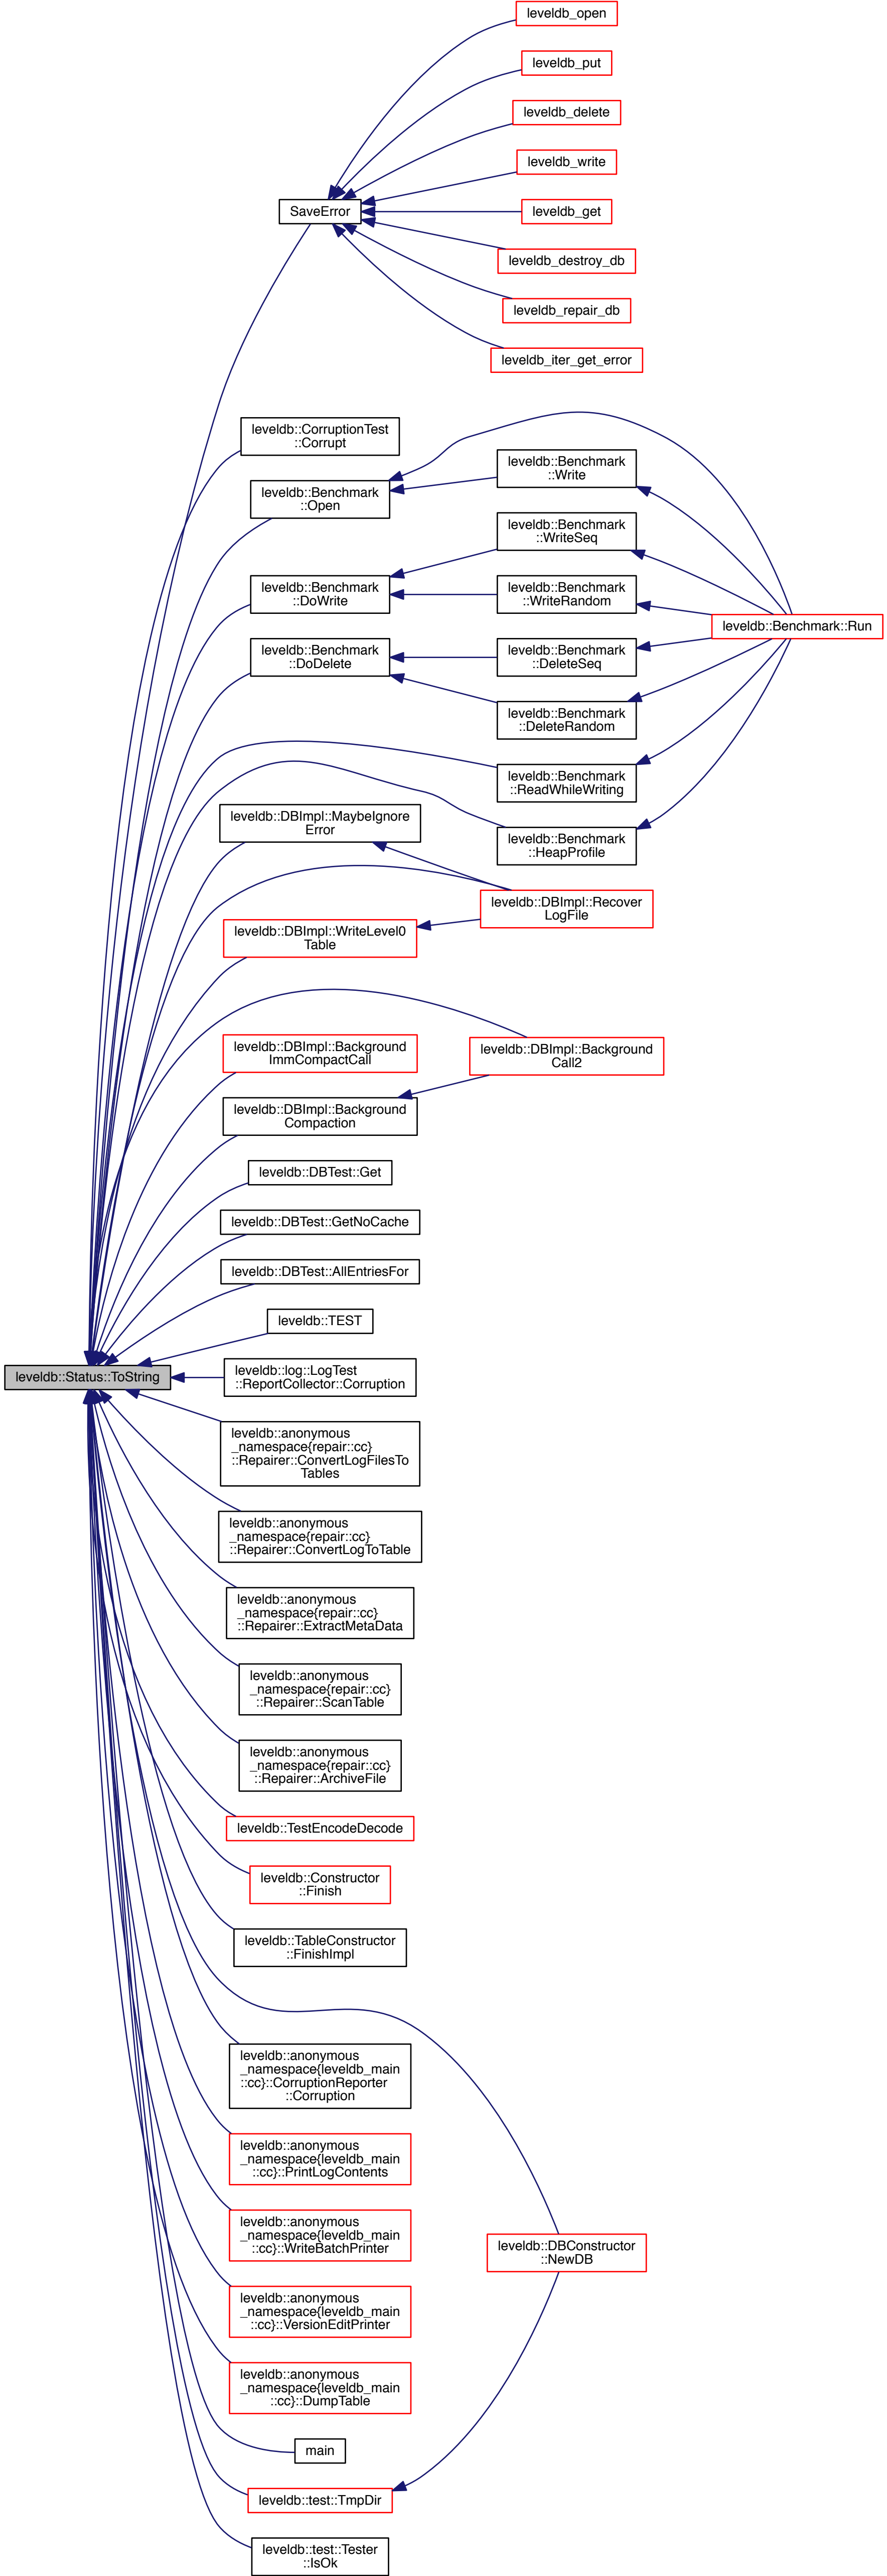 leveldb_open
leveldb_put
leveldb_delete
leveldb_write
SaveError
leveldb_get
leveldb_destroy_db
leveldb_repair_db
leveldb_iter_get_error
leveldb::CorruptionTest
::Corrupt
leveldb::Benchmark
::Write
leveldb::Benchmark
::Open
leveldb::Benchmark
::WriteSeq
leveldb::Benchmark
::DoWrite
leveldb::Benchmark
::WriteRandom
leveldb::Benchmark::Run
leveldb::Benchmark
::DoDelete
leveldb::Benchmark
::DeleteSeq
leveldb::Benchmark
::DeleteRandom
leveldb::Benchmark
::ReadWhileWriting
leveldb::DBImpl::MaybeIgnore
Error
leveldb::Benchmark
::HeapProfile
leveldb::DBImpl::Recover
LogFile
leveldb::DBImpl::WriteLevel0
Table
leveldb::DBImpl::Background
ImmCompactCall
leveldb::DBImpl::Background
Call2
leveldb::DBImpl::Background
Compaction
leveldb::DBTest::Get
leveldb::DBTest::GetNoCache
leveldb::DBTest::AllEntriesFor
leveldb::TEST
leveldb::Status::ToString
leveldb::log::LogTest
::ReportCollector::Corruption
leveldb::anonymous
_namespace{repair::cc}
::Repairer::ConvertLogFilesTo
Tables
leveldb::anonymous
_namespace{repair::cc}
::Repairer::ConvertLogToTable
leveldb::anonymous
_namespace{repair::cc}
::Repairer::ExtractMetaData
leveldb::anonymous
_namespace{repair::cc}
::Repairer::ScanTable
leveldb::anonymous
_namespace{repair::cc}
::Repairer::ArchiveFile
leveldb::TestEncodeDecode
leveldb::Constructor
::Finish
leveldb::TableConstructor
::FinishImpl
leveldb::anonymous
_namespace{leveldb_main
::cc}::CorruptionReporter
::Corruption
leveldb::anonymous
_namespace{leveldb_main
::cc}::PrintLogContents
leveldb::anonymous
_namespace{leveldb_main
::cc}::WriteBatchPrinter
leveldb::DBConstructor
::NewDB
leveldb::anonymous
_namespace{leveldb_main
::cc}::VersionEditPrinter
leveldb::anonymous
_namespace{leveldb_main
::cc}::DumpTable
main
leveldb::test::TmpDir
leveldb::test::Tester
::IsOk